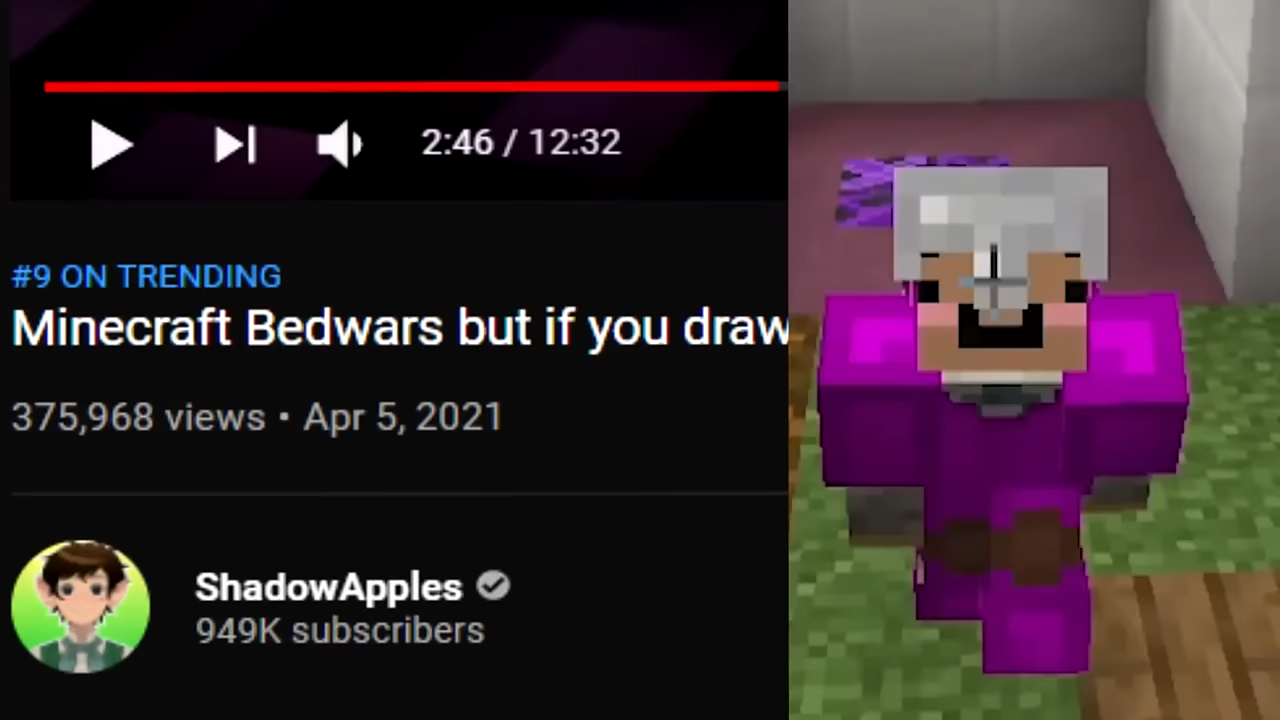 2:46 / 12:32
#9 ON TRENDING
Minecraft Bedwars but if you draw
375,968 views • Apr 5, 2021
ShadowApples
949K subscribers